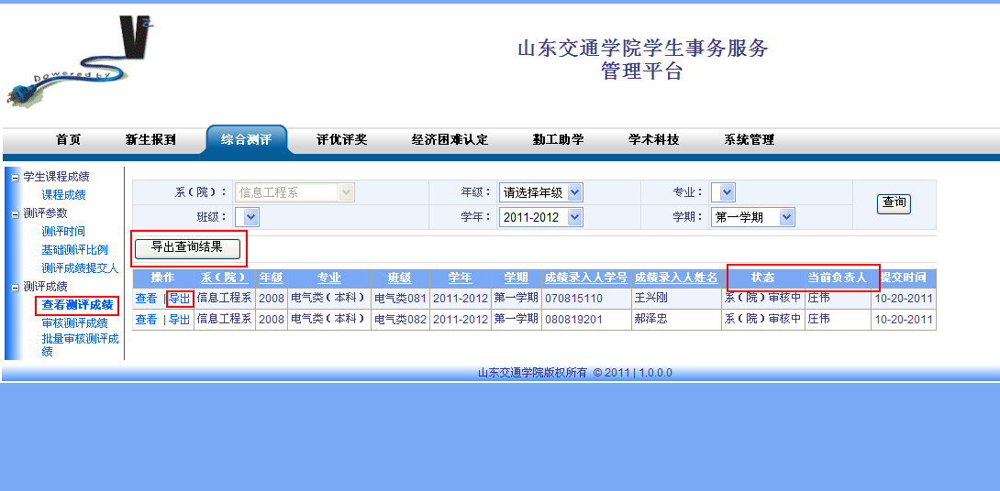 Powered by V²
山东交通学院学生事务服务
管理平台
首页 新生报到 综合测评 评优评奖 经济困难认定 勤工助学 学术科技 系统管理
学生课程成绩
课程成绩
测评参数
测评时间
基础测评比例
测评成绩提交人
测评成绩
查看测评成绩
审核测评成绩
批量审核测评成
绩
系（院）： 信息工程系 年级： 请选择年级 专业：
班级： 学年： 2011-2012 学期： 第一学期
查询
导出查询结果
操作 系（院） 年级 专业 班级 学年 学期 成绩录入人学号 成绩录入人姓名 状态 当前负责人 提交时间
查看 | 导出 信息工程系 2008 电气类（本科） 电气类081 2011-2012 第一学期 070815110 王兴刚 系（院）审核中 庄伟 10-20-2011
查看 | 导出 信息工程系 2008 电气类（本科） 电气类082 2011-2012 第一学期 080819201 郝泽忠 系（院）审核中 庄伟 10-20-2011
山东交通学院版权所有 © 2011 | 1.0.0.0